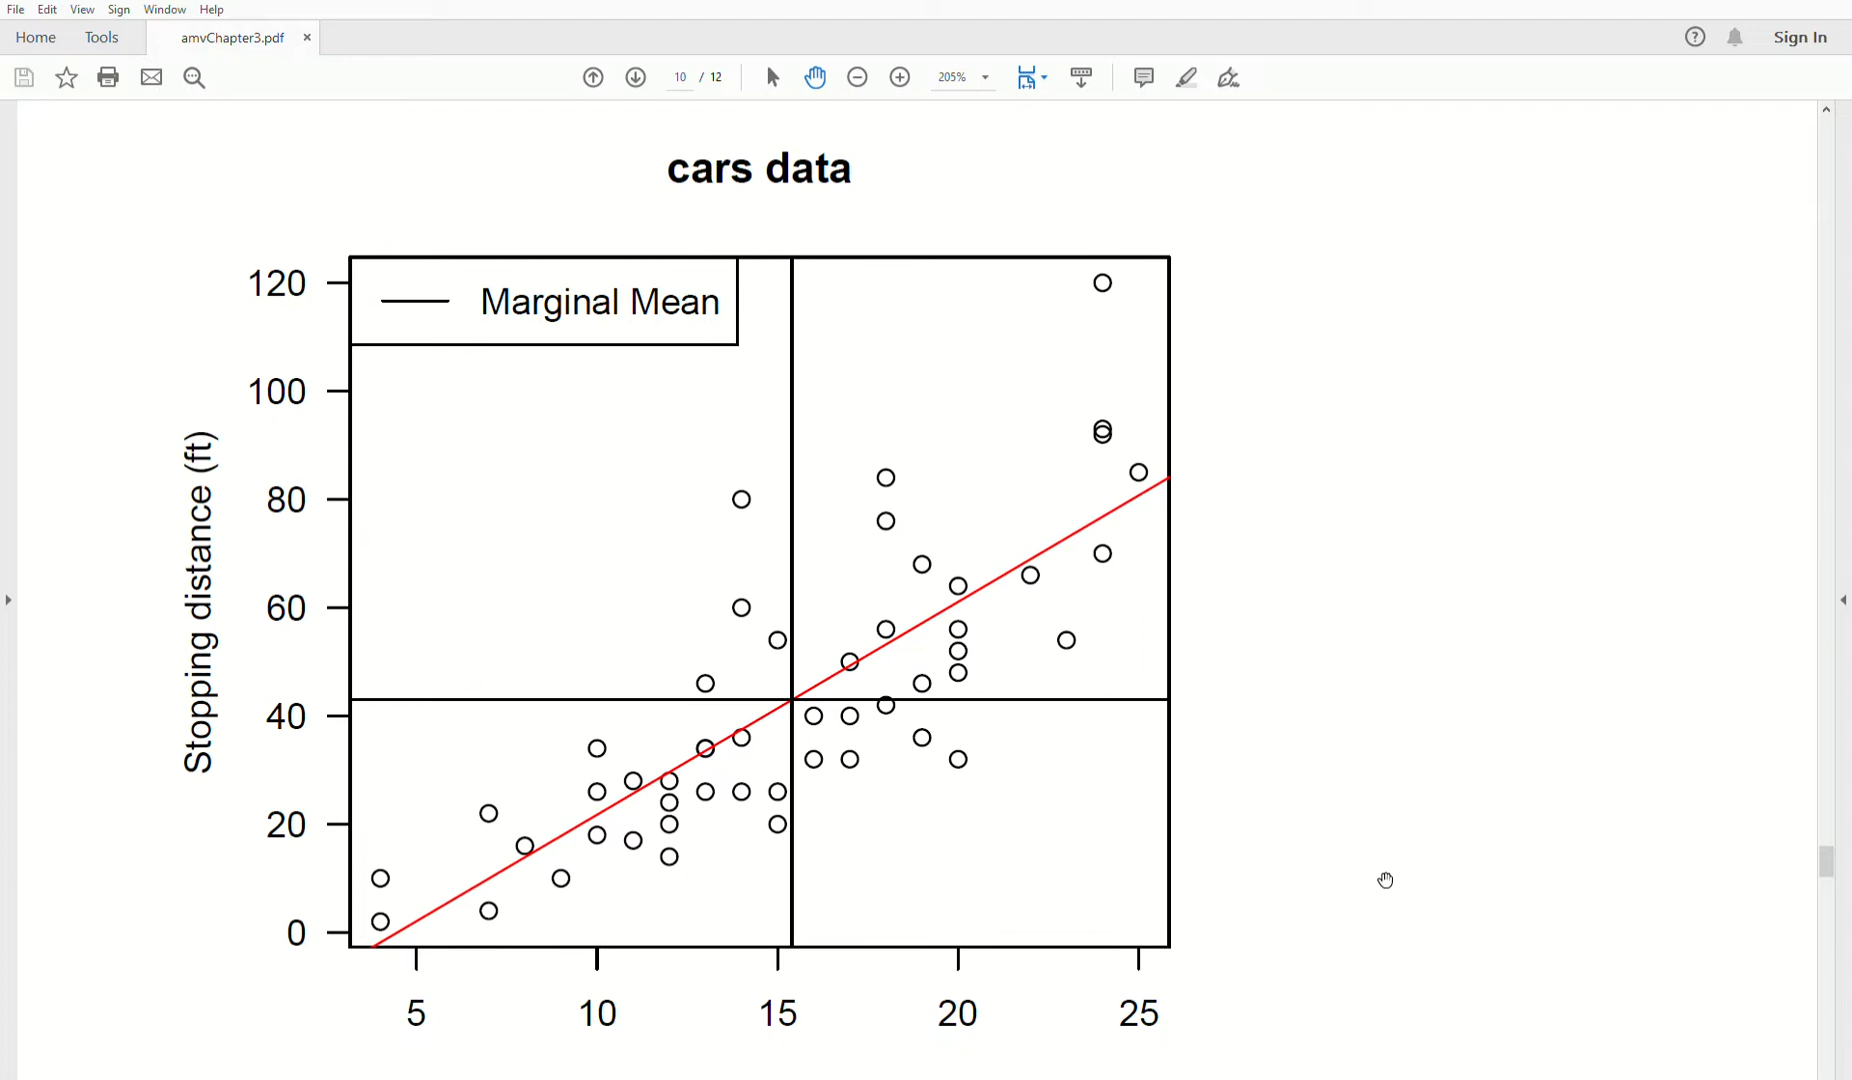 File Edit View Sign Window Help
Home Tools amvChapter3.pdf × Sign In
10 / 12 205%
cars data
Marginal Mean
Stopping distance (ft)
120
100
80
60
40
20
0
5 10 15 20 25